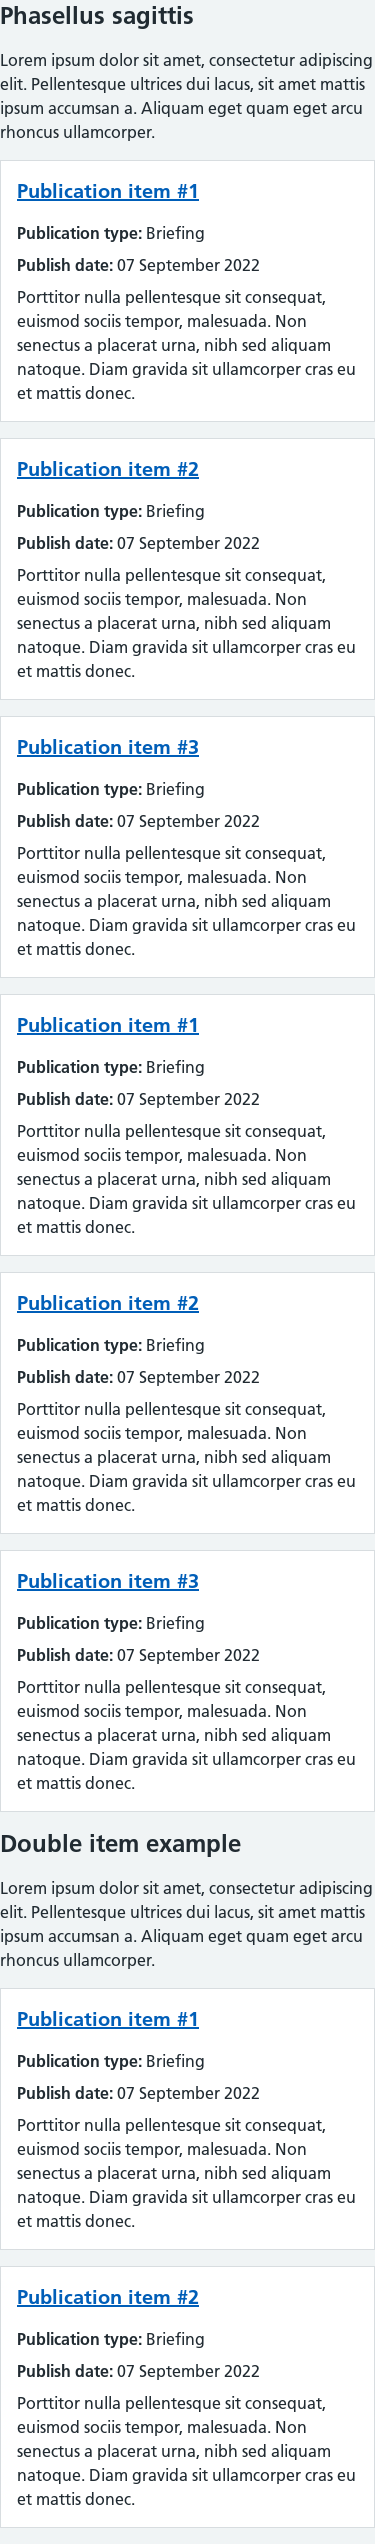 Phasellus sagittis
Lorem ipsum dolor sit amet, consectetur adipiscing
elit. Pellentesque ultrices dui lacus, sit amet mattis
ipsum accumsan a. Aliquam eget quam eget arcu
rhoncus ullamcorper.
Publication item #1
Publication type: Briefing
Publish date: 07 September 2022
Porttitor nulla pellentesque sit consequat,
euismod sociis tempor, malesuada. Non
senectus a placerat urna, nibh sed aliquam
natoque. Diam gravida sit ullamcorper cras eu
et mattis donec.
Publication item #2
Publication type: Briefing
Publish date: 07 September 2022
Porttitor nulla pellentesque sit consequat,
euismod sociis tempor, malesuada. Non
senectus a placerat urna, nibh sed aliquam
natoque. Diam gravida sit ullamcorper cras eu
et mattis donec.
Publication item #3
Publication type: Briefing
Publish date: 07 September 2022
Porttitor nulla pellentesque sit consequat,
euismod sociis tempor, malesuada. Non
senectus a placerat urna, nibh sed aliquam
natoque. Diam gravida sit ullamcorper cras eu
et mattis donec.
Publication item #1
Publication type: Briefing
Publish date: 07 September 2022
Porttitor nulla pellentesque sit consequat,
euismod sociis tempor, malesuada. Non
senectus a placerat urna, nibh sed aliquam
natoque. Diam gravida sit ullamcorper cras eu
et mattis donec.
Publication item #2
Publication type: Briefing
Publish date: 07 September 2022
Porttitor nulla pellentesque sit consequat,
euismod sociis tempor, malesuada. Non
senectus a placerat urna, nibh sed aliquam
natoque. Diam gravida sit ullamcorper cras eu
et mattis donec.
Publication item #3
Publication type: Briefing
Publish date: 07 September 2022
Porttitor nulla pellentesque sit consequat,
euismod sociis tempor, malesuada. Non
senectus a placerat urna, nibh sed aliquam
natoque. Diam gravida sit ullamcorper cras eu
et mattis donec.
Double item example
Lorem ipsum dolor sit amet, consectetur adipiscing
elit. Pellentesque ultrices dui lacus, sit amet mattis
ipsum accumsan a. Aliquam eget quam eget arcu
rhoncus ullamcorper.
Publication item #1
Publication type: Briefing
Publish date: 07 September 2022
Porttitor nulla pellentesque sit consequat,
euismod sociis tempor, malesuada. Non
senectus a placerat urna, nibh sed aliquam
natoque. Diam gravida sit ullamcorper cras eu
et mattis donec.
Publication item #2
Publication type: Briefing
Publish date: 07 September 2022
Porttitor nulla pellentesque sit consequat,
euismod sociis tempor, malesuada. Non
senectus a placerat urna, nibh sed aliquam
natoque. Diam gravida sit ullamcorper cras eu
et mattis donec.